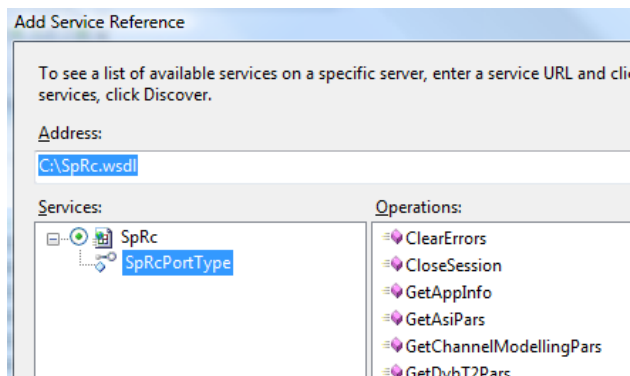 Add Service Reference
To see a list of available services on a specific server, enter a service URL and cli
services, click Discover.
Address:
C:\SpRc.wsdl
Services:
Operations:
SpRc
SpRcPortType
ClearErrors
CloseSession
GetAppInfo
GetAsiPars
GetChannelModellingPars
GetDvbT2Pars